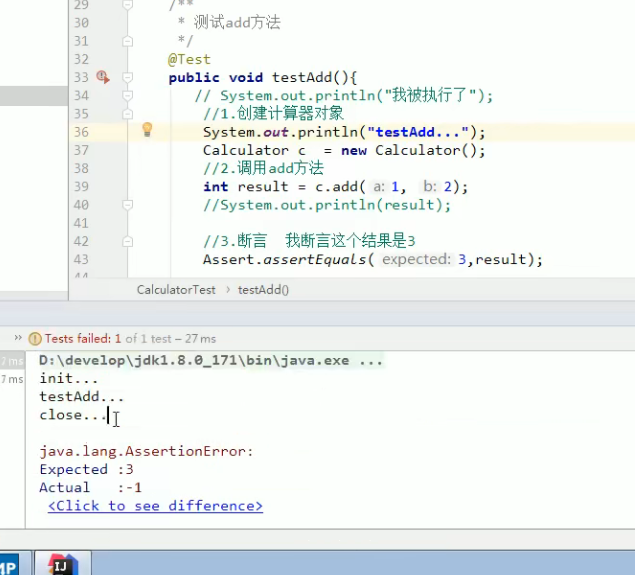 29 /**
30 * 测试add方法
31 */
32 @Test
33 public void testAdd(){
34 // System.out.println("我被执行了");
35 //1.创建计算器对象
36 System.out.println("testAdd...");
37 Calculator c  = new Calculator();
38 //2.调用add方法
39 int result = c.add( a: 1, b: 2);
40 //System.out.println(result);
41
42 //3.断言  我断言这个结果是3
43 Assert.assertEquals( expected: 3,result);
44
CalculatorTest › testAdd()
» Tests failed: 1 of 1 test – 27 ms
7 ms D:\develop\jdk1.8.0_171\bin\java.exe ...
7 ms init...
testAdd...
close...
java.lang.AssertionError:
Expected :3
Actual   :-1
<Click to see difference>
MP IJ